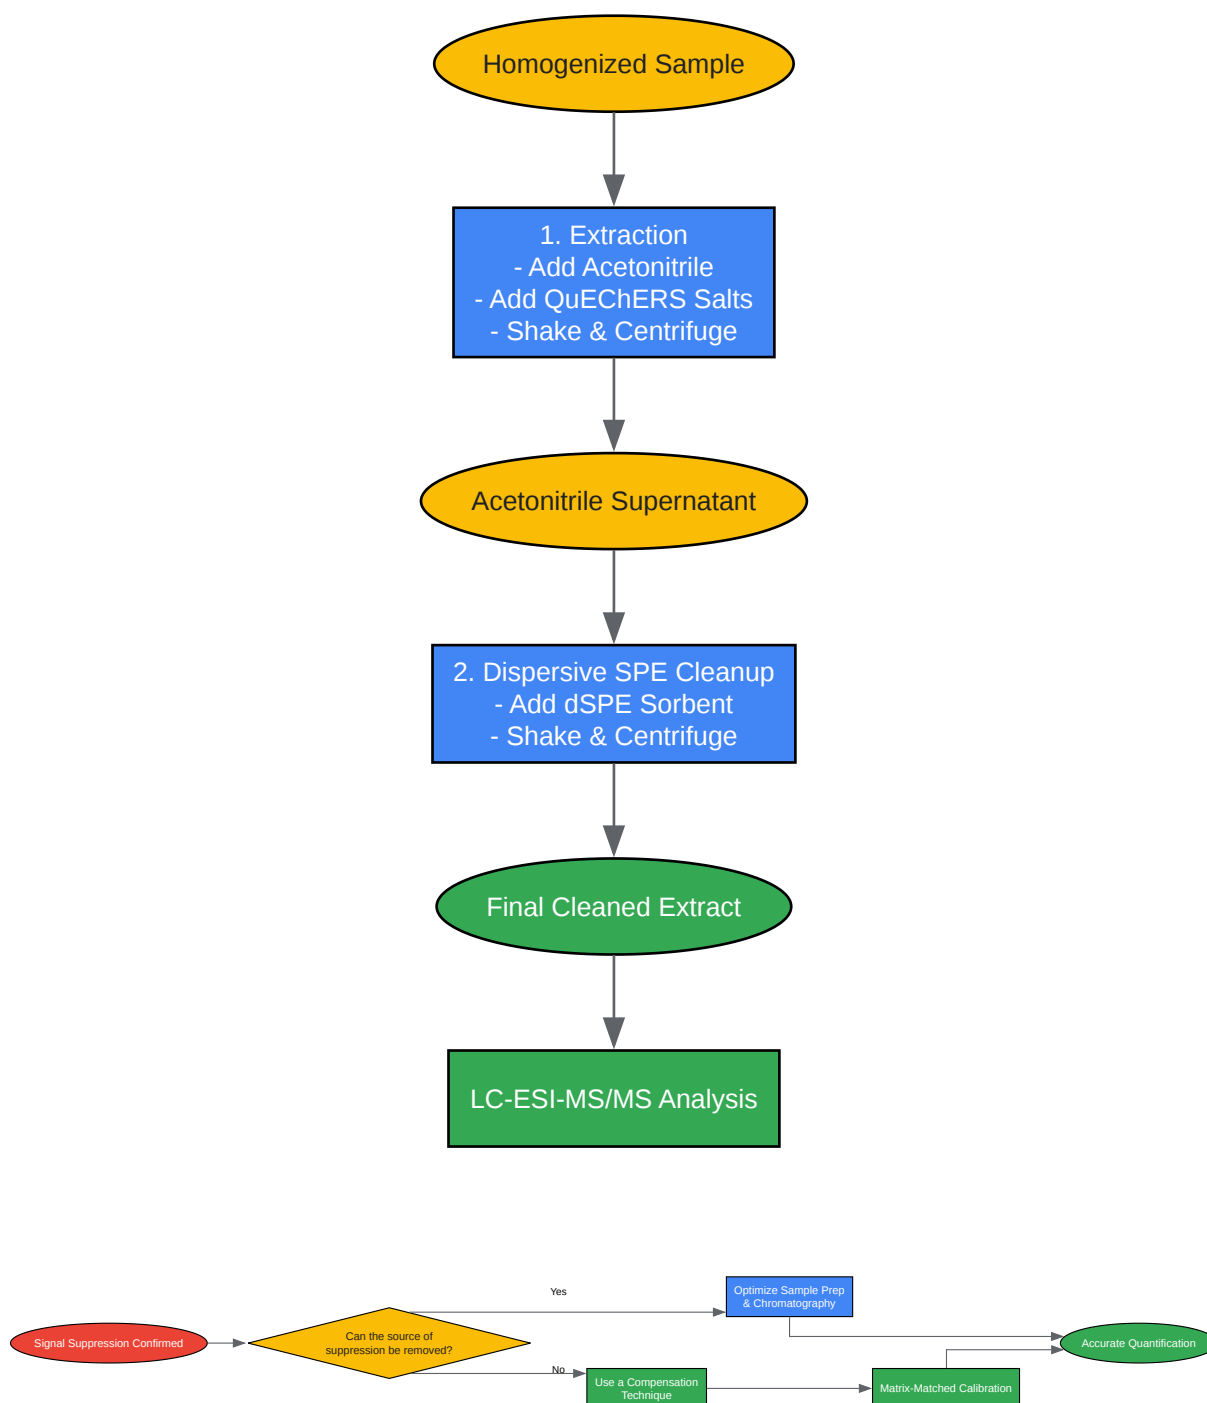 Homogenized Sample
1. Extraction
- Add Acetonitrile
- Add QuEChERS Salts
- Shake & Centrifuge
Acetonitrile Supernatant
2. Dispersive SPE Cleanup
- Add dSPE Sorbent
- Shake & Centrifuge
Final Cleaned Extract
LC-ESI-MS/MS Analysis
Signal Suppression Confirmed
Can the source of
suppression be removed?
Yes
Optimize Sample Prep
& Chromatography
No
Use a Compensation
Technique
Matrix-Matched Calibration
Accurate Quantification